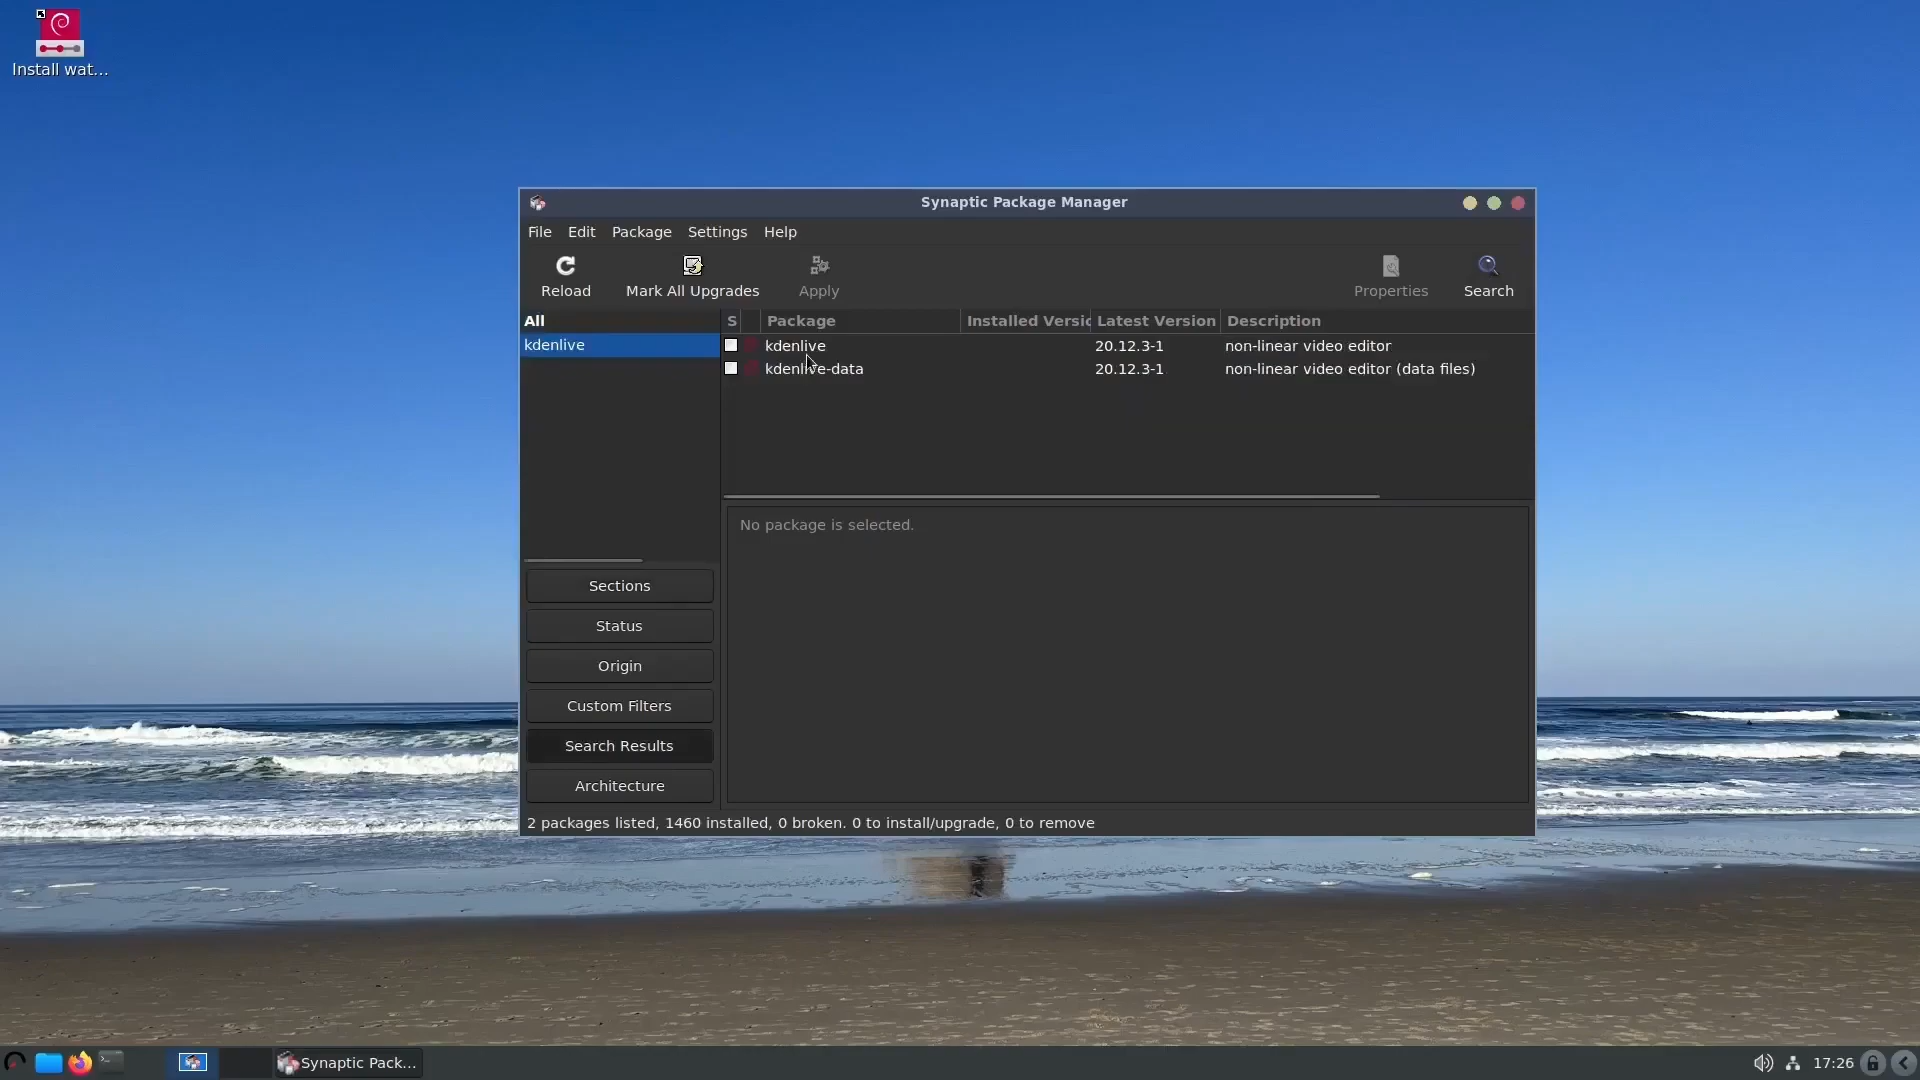 Install wat...
Synaptic Package Manager
File Edit Package Settings Help
Reload Mark All Upgrades Apply Properties Search
All
kdenlive
S Package Installed Versic Latest Version Description
kdenlive 20.12.3-1 non-linear video editor
kdenlive-data 20.12.3-1 non-linear video editor (data files)
No package is selected.
Sections
Status
Origin
Custom Filters
Search Results
Architecture
2 packages listed, 1460 installed, 0 broken. 0 to install/upgrade, 0 to remove
Synaptic Pack... 17:26